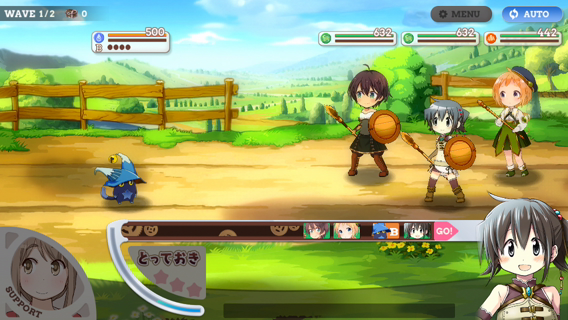 WAVE 1/2 0
MENU
AUTO
500
B
632
632
442
B
GO!
とっておき
SUPPORT